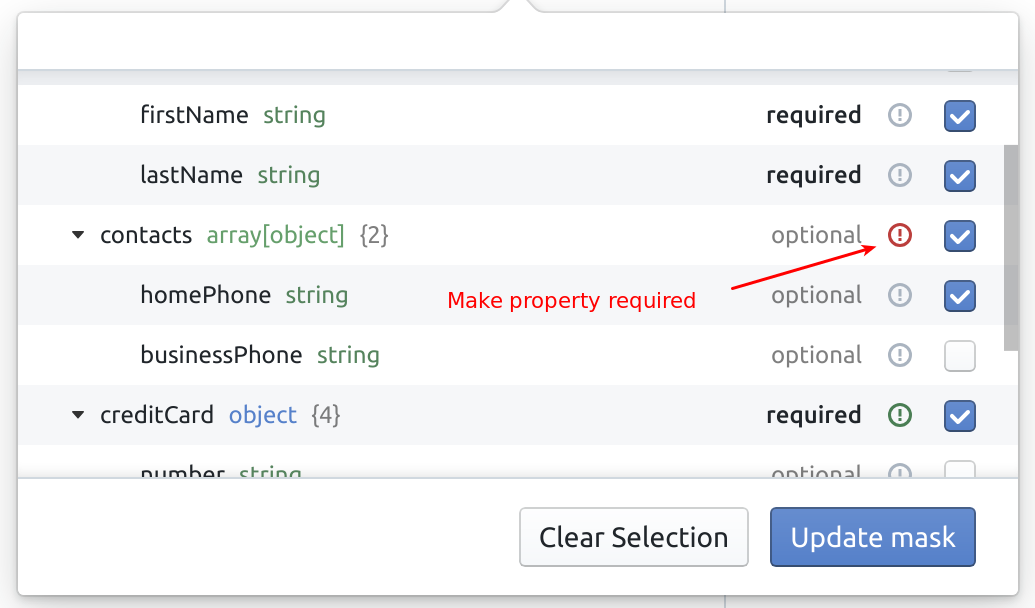 firstName string required
lastName string required
contacts array[object] {2} optional
homePhone string optional
Make property required
businessPhone string optional
creditCard object {4} required
number string optional
Clear Selection Update mask